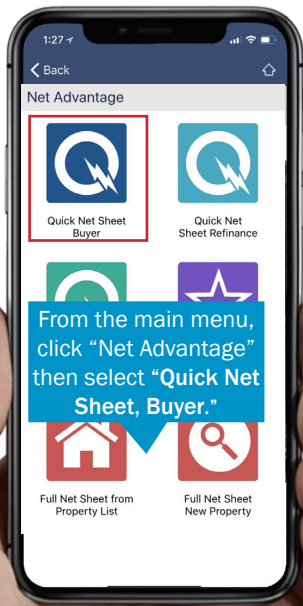 1:27
Back
Net Advantage
Quick Net Sheet
Buyer
Quick Net
Sheet Refinance
From the main menu,
click “Net Advantage”
then select “Quick Net
Sheet, Buyer.”
Full Net Sheet from
Property List
Full Net Sheet
New Property